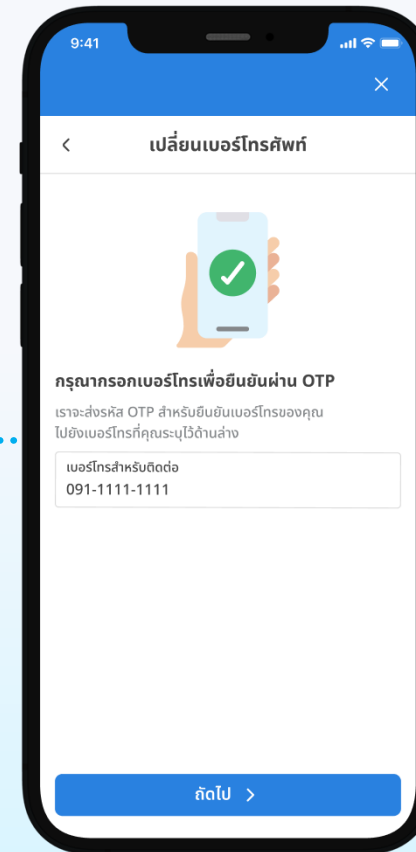 9:41
เปลี่ยนเบอร์โทรศัพท์
กรุณากรอกเบอร์โทรเพื่อยืนยันผ่าน OTP
เราจะส่งรหัส OTP สำหรับยืนยันเบอร์โทรของคุณ
ไปยังเบอร์โทรที่คุณระบุไว้ด้านล่าง
เบอร์โทรสำหรับติดต่อ
091-1111-1111
ถัดไป